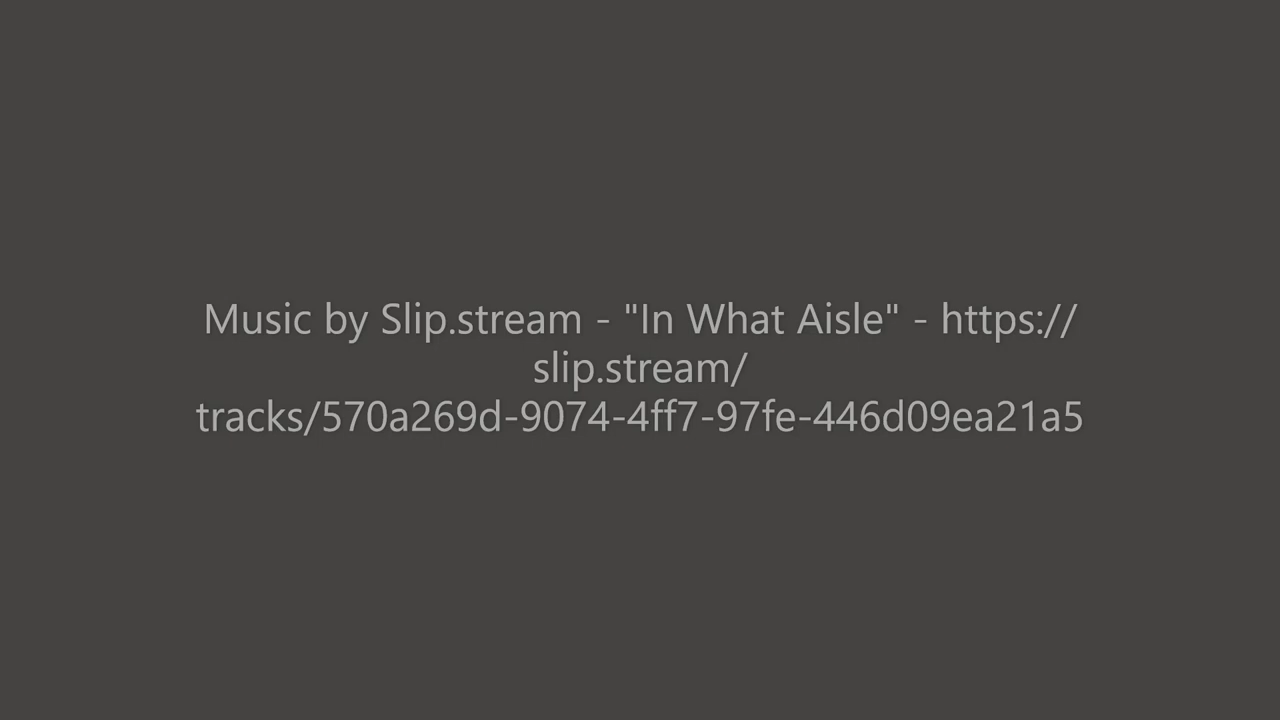 Music by Slip.stream - "In What Aisle" - https://
slip.stream/
tracks/570a269d-9074-4ff7-97fe-446d09ea21a5